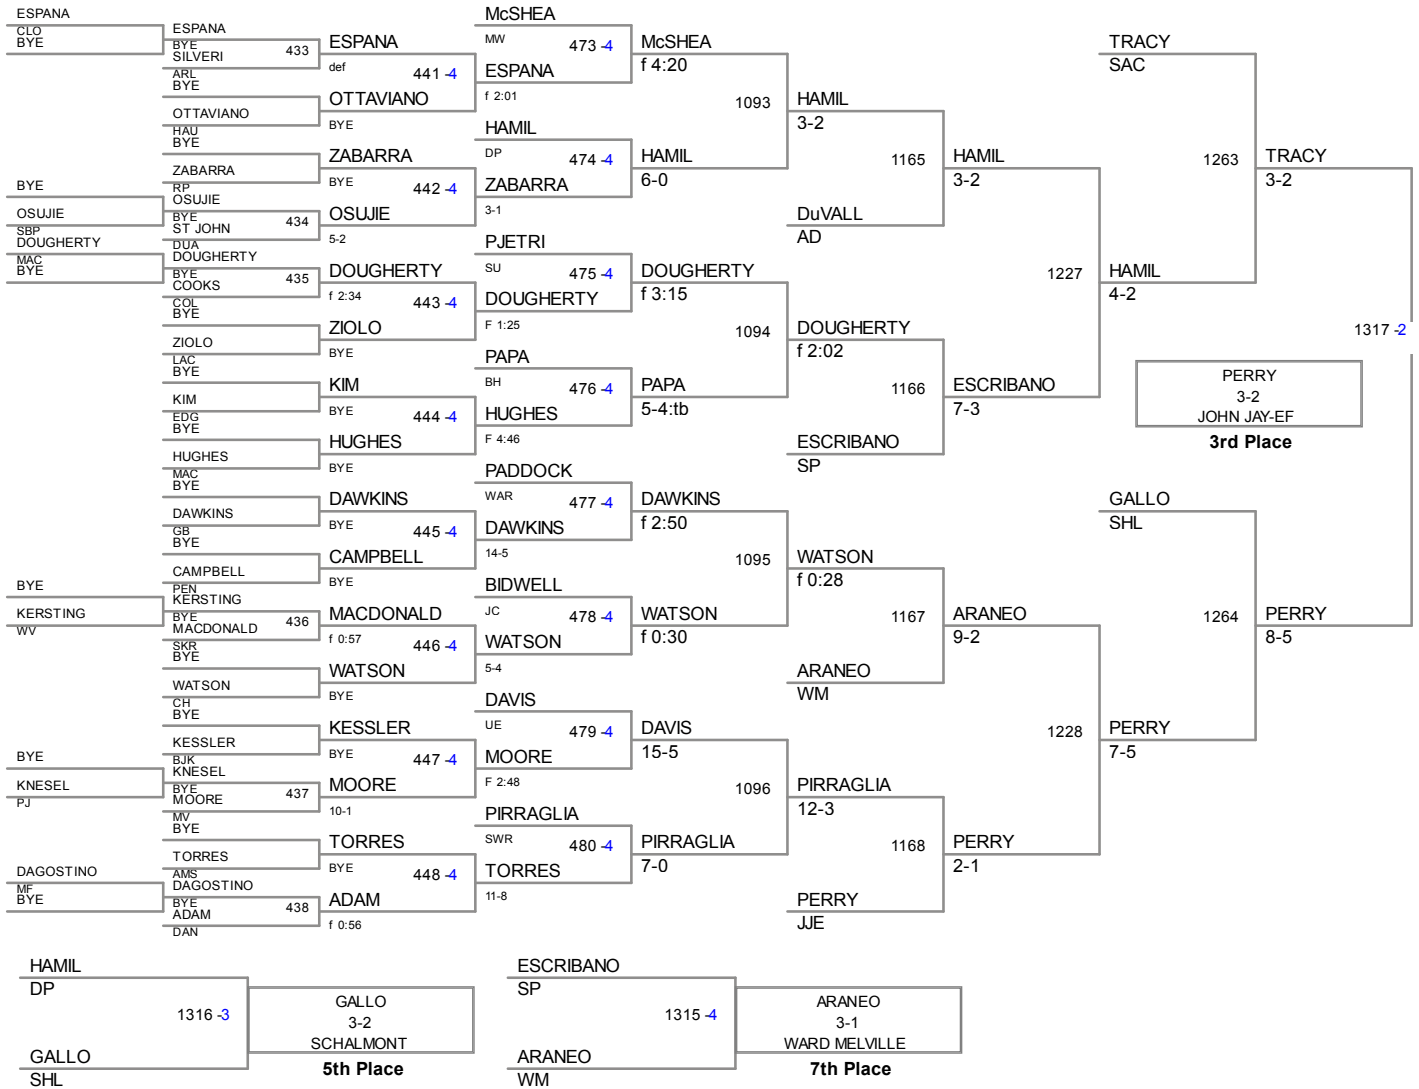 ESPANA
CLO
BYE
BYE
OSUJIE
SBP
DOUGHERTY
MAC
BYE
BYE
KERSTING
WV
BYE
KNESEL
PJ
DAGOSTINO
MF
BYE
ESPANA
BYE
SILVERI
433
ARL
BYE
OTTAVIANO
HAU
BYE
ZABARRA
RP
OSUJIE
BYE
ST JOHN
434
DUA
DOUGHERTY
BYE
COOKS
435
COL
BYE
ZIOLO
LAC
BYE
KIM
EDG
BYE
HUGHES
MAC
BYE
DAWKINS
GB
BYE
CAMPBELL
PEN
KERSTING
BYE
MACDONALD
436
SKR
BYE
WATSON
CH
BYE
KESSLER
BJK
KNESEL
BYE
MOORE
437
MV
BYE
TORRES
AMS
DAGOSTINO
BYE
ADAM
438
DAN
ESPANA
def
441 -4
OTTAVIANO
BYE
ZABARRA
BYE
442 -4
OSUJIE
5-2
DOUGHERTY
f 2:34
443 -4
ZIOLO
BYE
KIM
BYE
444 -4
HUGHES
BYE
DAWKINS
BYE
445 -4
CAMPBELL
BYE
MACDONALD
f 0:57
446 -4
WATSON
BYE
KESSLER
BYE
447 -4
MOORE
10-1
TORRES
BYE
448 -4
ADAM
f 0:56
McSHEA
MW
473 -4
ESPANA
f 2:01
HAMIL
DP
474 -4
ZABARRA
3-1
PJETRI
SU
475 -4
DOUGHERTY
F 1:25
PAPA
BH
476 -4
HUGHES
F 4:46
PADDOCK
WAR
477 -4
DAWKINS
14-5
BIDWELL
JC
478 -4
WATSON
5-4
DAVIS
UE
479 -4
MOORE
F 2:48
PIRRAGLIA
SWR
480 -4
TORRES
11-8
McSHEA
f 4:20
1093
HAMIL
6-0
DOUGHERTY
f 3:15
1094
PAPA
5-4:tb
DAWKINS
f 2:50
1095
WATSON
f 0:30
DAVIS
15-5
1096
PIRRAGLIA
7-0
HAMIL
3-2
1165
DuVALL
AD
DOUGHERTY
f 2:02
1166
ESCRIBANO
SP
WATSON
f 0:28
1167
ARANEO
WM
PIRRAGLIA
12-3
1168
PERRY
JJE
HAMIL
3-2
1227
ESCRIBANO
7-3
ARANEO
9-2
1228
PERRY
2-1
TRACY
SAC
1263
HAMIL
4-2
GALLO
SHL
1264
PERRY
7-5
TRACY
3-2
1317 -2
PERRY
8-5
PERRY
3-2
JOHN JAY-EF
3rd Place
HAMIL
DP
1316 -3
GALLO
SHL
GALLO
3-2
SCHALMONT
5th Place
ESCRIBANO
SP
1315 -4
ARANEO
WM
ARANEO
3-1
WARD MELVILLE
7th Place